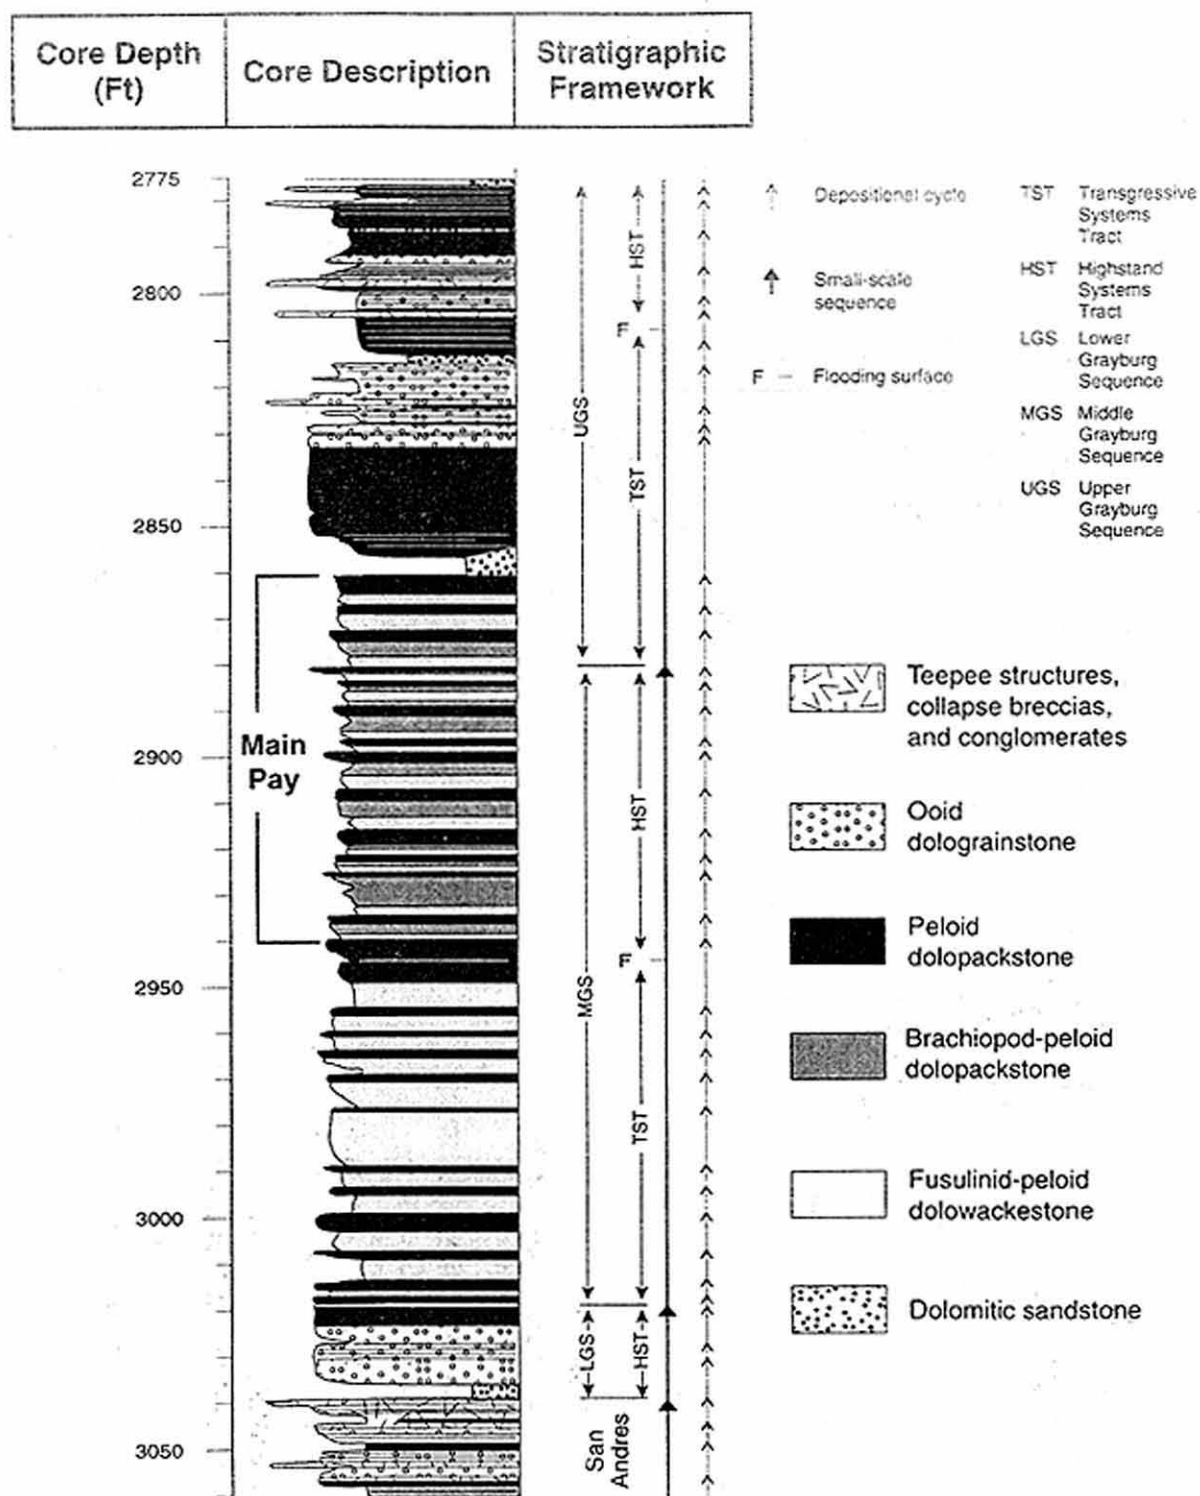 Core Depth
(Ft)
Core Description
Stratigraphic
Framework
2775
2800
2850
2900
2950
3000
3050
Main
Pay
UGS
HST
F
TST
MGS
HST
F
TST
LGS
HST
San
Andres
Depositional cycle
Small-scale
sequence
F – Flooding surface
TST Transgressive
Systems
Tract
HST Highstand
Systems
Tract
LGS Lower
Grayburg
Sequence
MGS Middle
Grayburg
Sequence
UGS Upper
Grayburg
Sequence
Teepee structures,
collapse breccias,
and conglomerates
Ooid
dolograinstone
Peloid
dolopackstone
Brachiopod-peloid
dolopackstone
Fusulinid-peloid
dolowackestone
Dolomitic sandstone